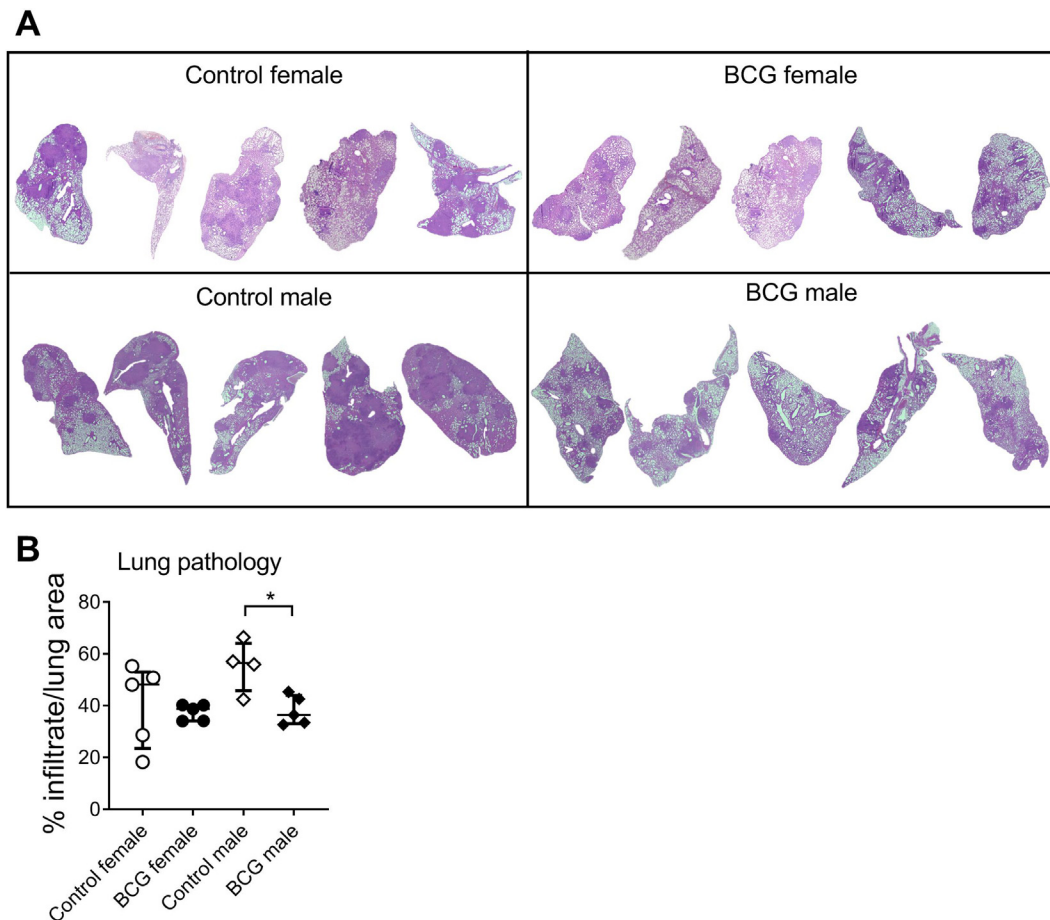 A
Control female
BCG female
Control male
BCG male
B
Lung pathology
% infiltrate/lung area
80
60
40
20
0
*
Control female
BCG female
Control male
BCG male